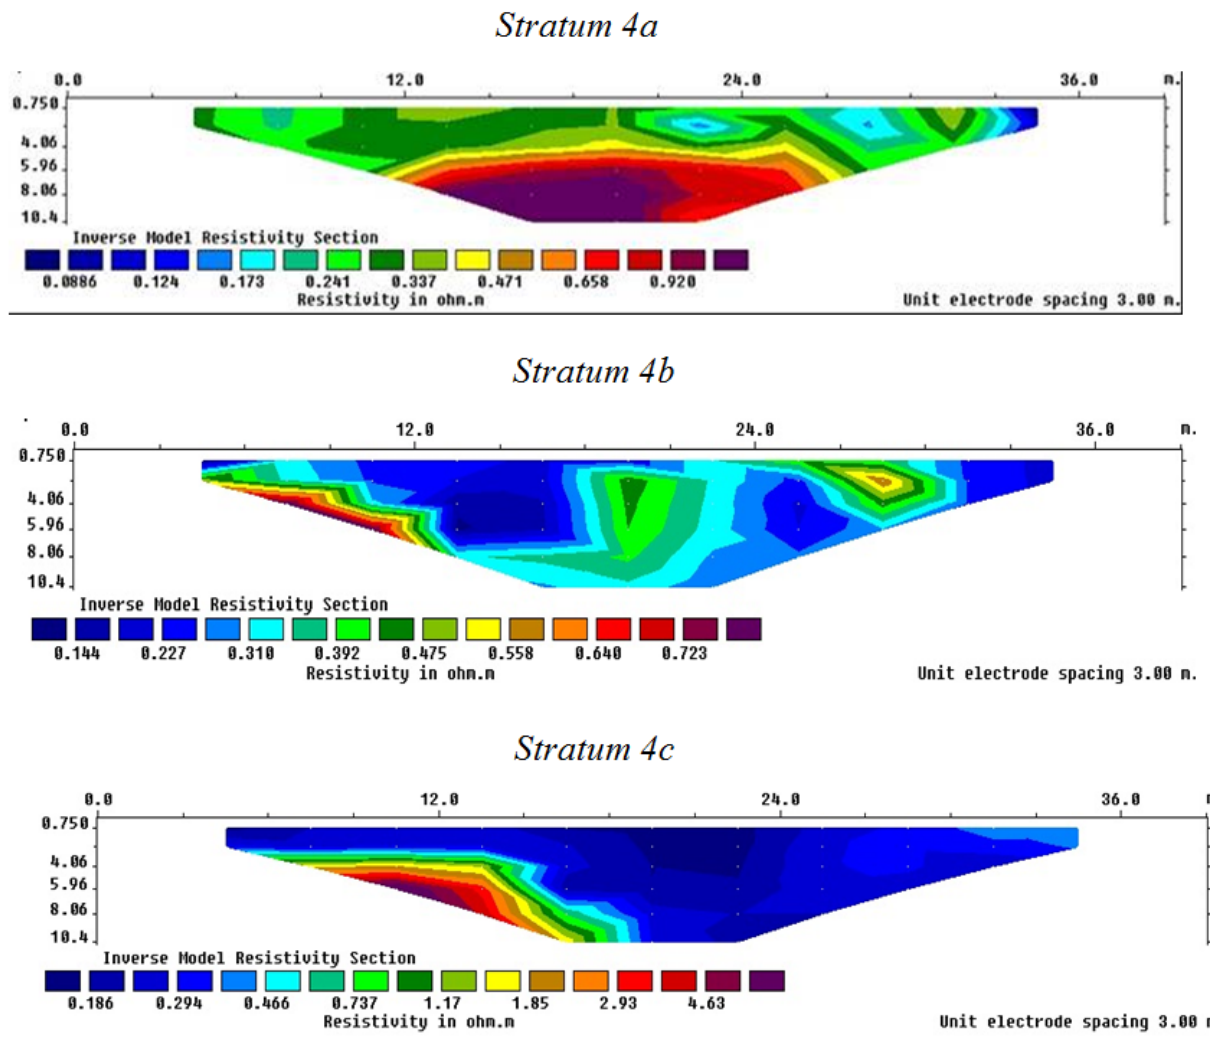 Stratum 4a
0.0 12.0 24.0 36.0 m.
0.750
4.06
5.96
8.06
10.4
Inverse Model Resistivity Section
0.0886 0.124 0.173 0.241 0.337 0.471 0.658 0.920
Resistivity in ohm.m Unit electrode spacing 3.00 m.
Stratum 4b
0.0 12.0 24.0 36.0 m.
0.750
4.06
5.96
8.06
10.4
Inverse Model Resistivity Section
0.144 0.227 0.310 0.392 0.475 0.558 0.640 0.723
Resistivity in ohm.m Unit electrode spacing 3.00 m.
Stratum 4c
0.0 12.0 24.0 36.0
0.750
4.06
5.96
8.06
10.4
Inverse Model Resistivity Section
0.186 0.294 0.466 0.737 1.17 1.85 2.93 4.63
Resistivity in ohm.m Unit electrode spacing 3.00